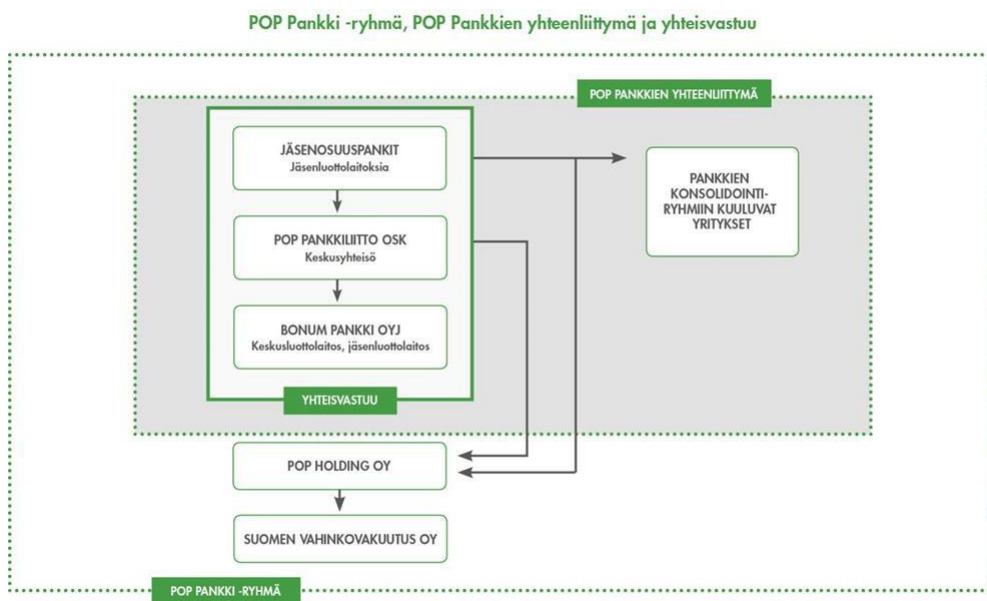 POP Pankki -ryhmä, POP Pankkien yhteenliittymä ja yhteisvastuu
POP PANKKIEN YHTEENLIITTYMÄ
JÄSENOSUUSPANKIT
Jäsenluottolaitoksia
PANKKIEN
KONSOLIDOINTI-
RYHMIIN KUULUVAT
YRITYKSET
POP PANKKILIITTO OSK
Keskusyhteisö
BONUM PANKKI OYJ
Keskusluottolaitos, jäsenluottolaitos
YHTEISVASTUU
POP HOLDING OY
SUOMEN VAHINKOVAKUUTUS OY
POP PANKKI -RYHMÄ